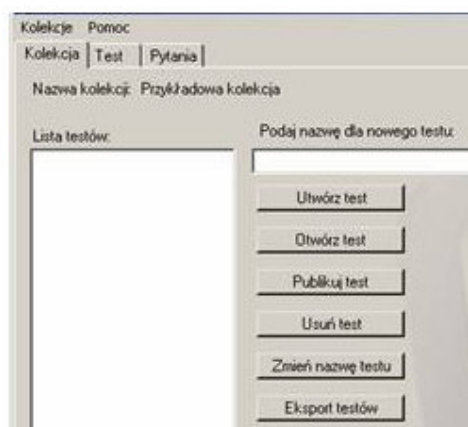 Kolekcje Pomoc
Kolekcja Test Pytania
Nazwa kolekcji: Przykładowa kolekcja
Lista testów:
Podaj nazwę dla nowego testu:
Utwórz test
Otwórz test
Publikuj test
Usuń test
Zmień nazwę testu
Eksport testów